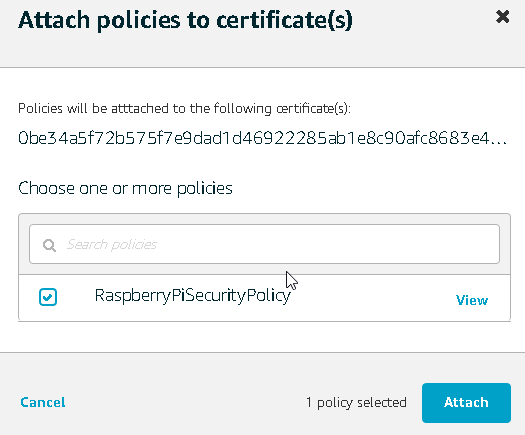 Attach policies to certificate(s)
Policies will be atttached to the following certificate(s):
0be34a5f72b575f7e9dad1d46922285ab1e8c90afc8683e4...
Choose one or more policies
Search policies
RaspberryPiSecurityPolicy
View
Cancel
1 policy selected
Attach